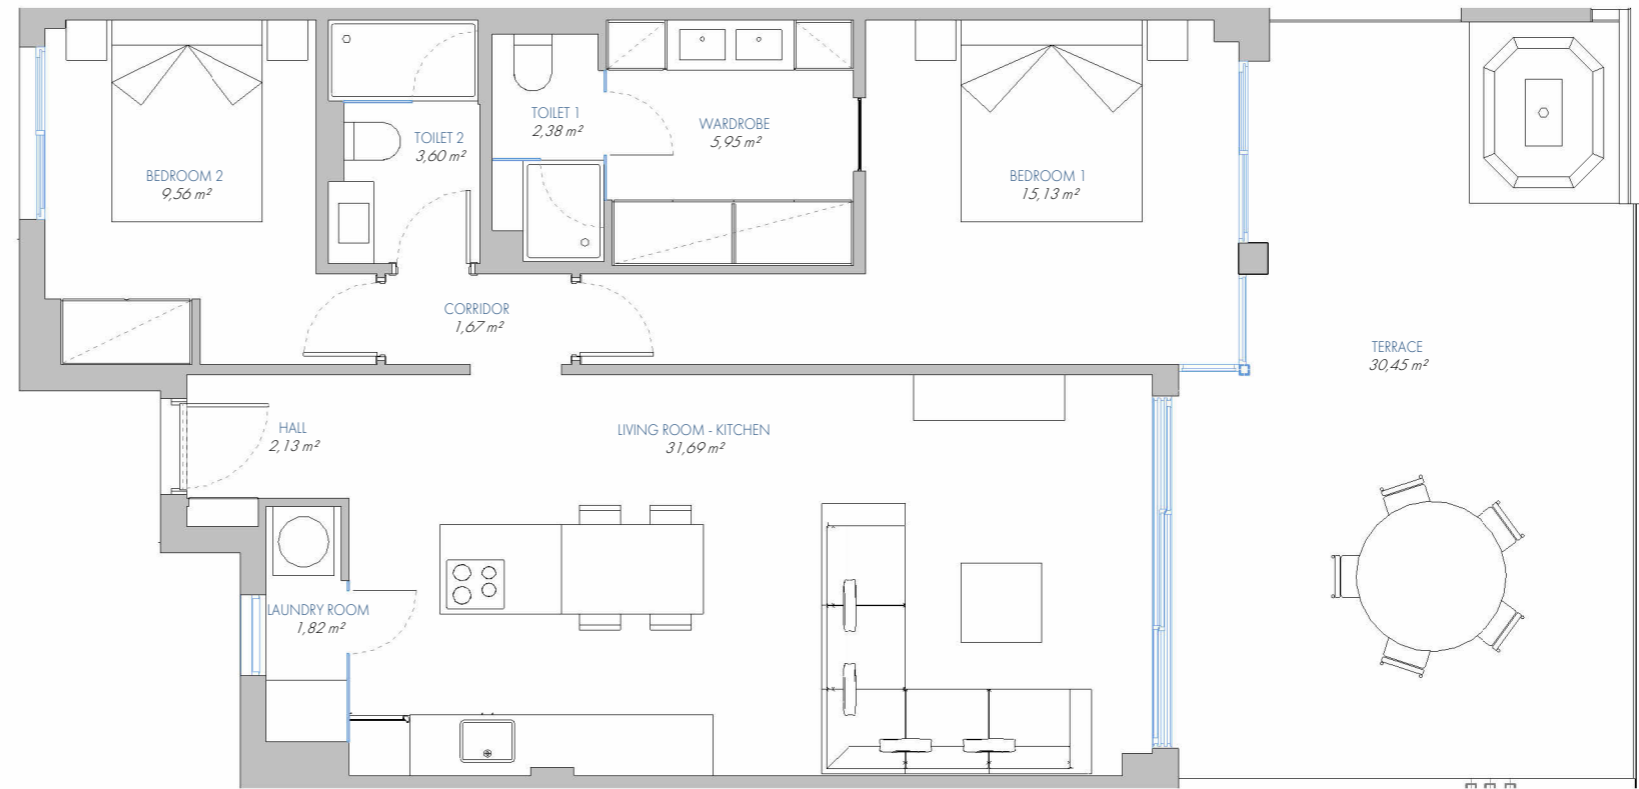 TOILET 1
2,38 m²
WARDROBE
5,95 m²
TOILET 2
3,60 m²
BEDROOM 2
9,56 m²
BEDROOM 1
15,13 m²
CORRIDOR
1,67 m²
TERRACE
30,45 m²
HALL
2,13 m²
LIVING ROOM - KITCHEN
31,69 m²
LAUNDRY ROOM
1,82 m²